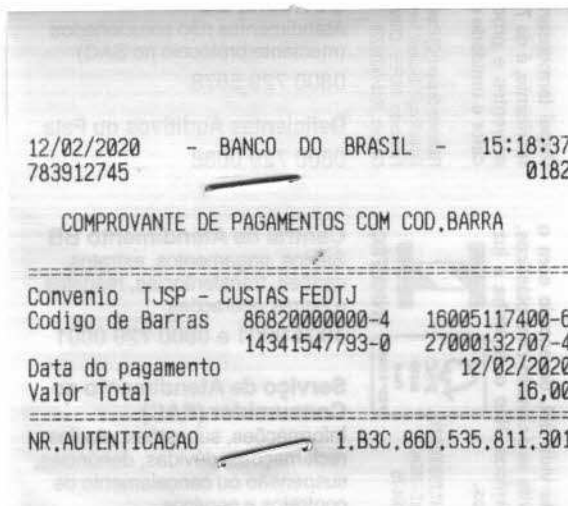 12/02/2020 - BANCO DO BRASIL - 15:18:37
783912745 0182
COMPROVANTE DE PAGAMENTOS COM COD.BARRA
================================================
Convenio TJSP - CUSTAS FEDTJ
Codigo de Barras 86820000000-4 16005117400-6
14341547793-0 27000132707-4
Data do pagamento 12/02/2020
Valor Total 16,00
================================================
NR.AUTENTICACAO 1.B3C.86D.535.811.301